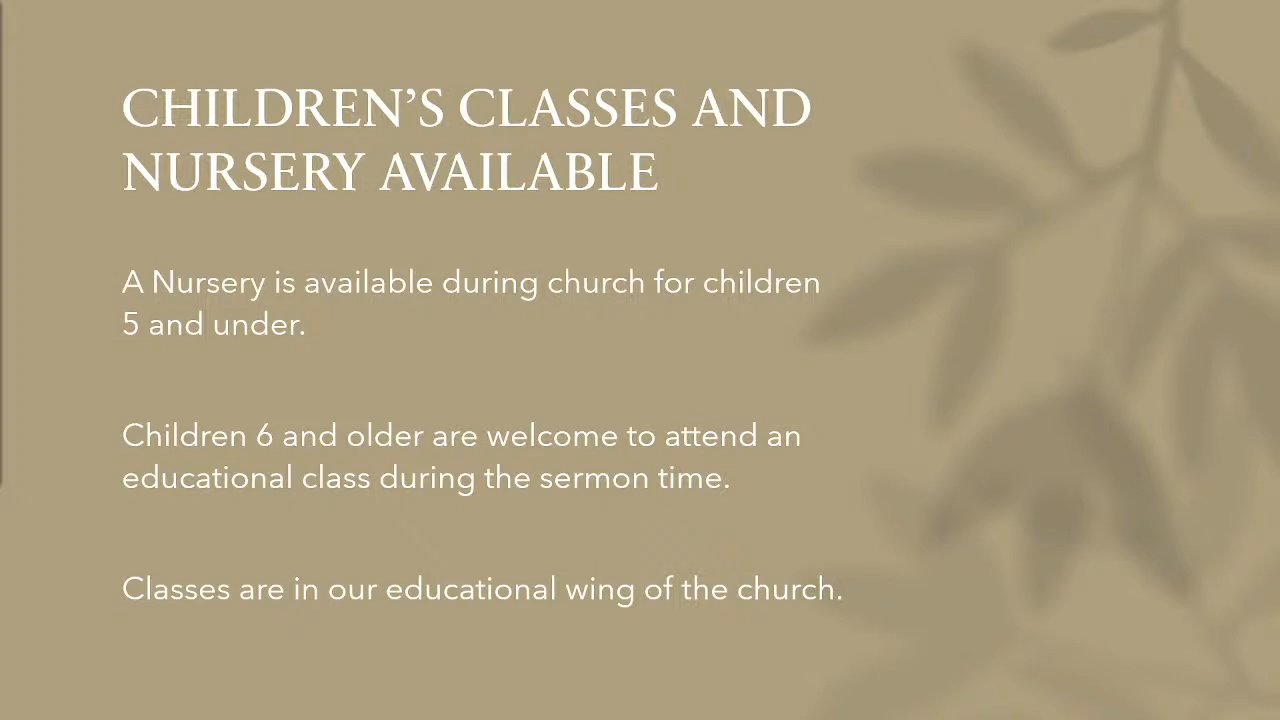 CHILDREN’S CLASSES AND
NURSERY AVAILABLE
A Nursery is available during church for children
5 and under.
Children 6 and older are welcome to attend an
educational class during the sermon time.
Classes are in our educational wing of the church.